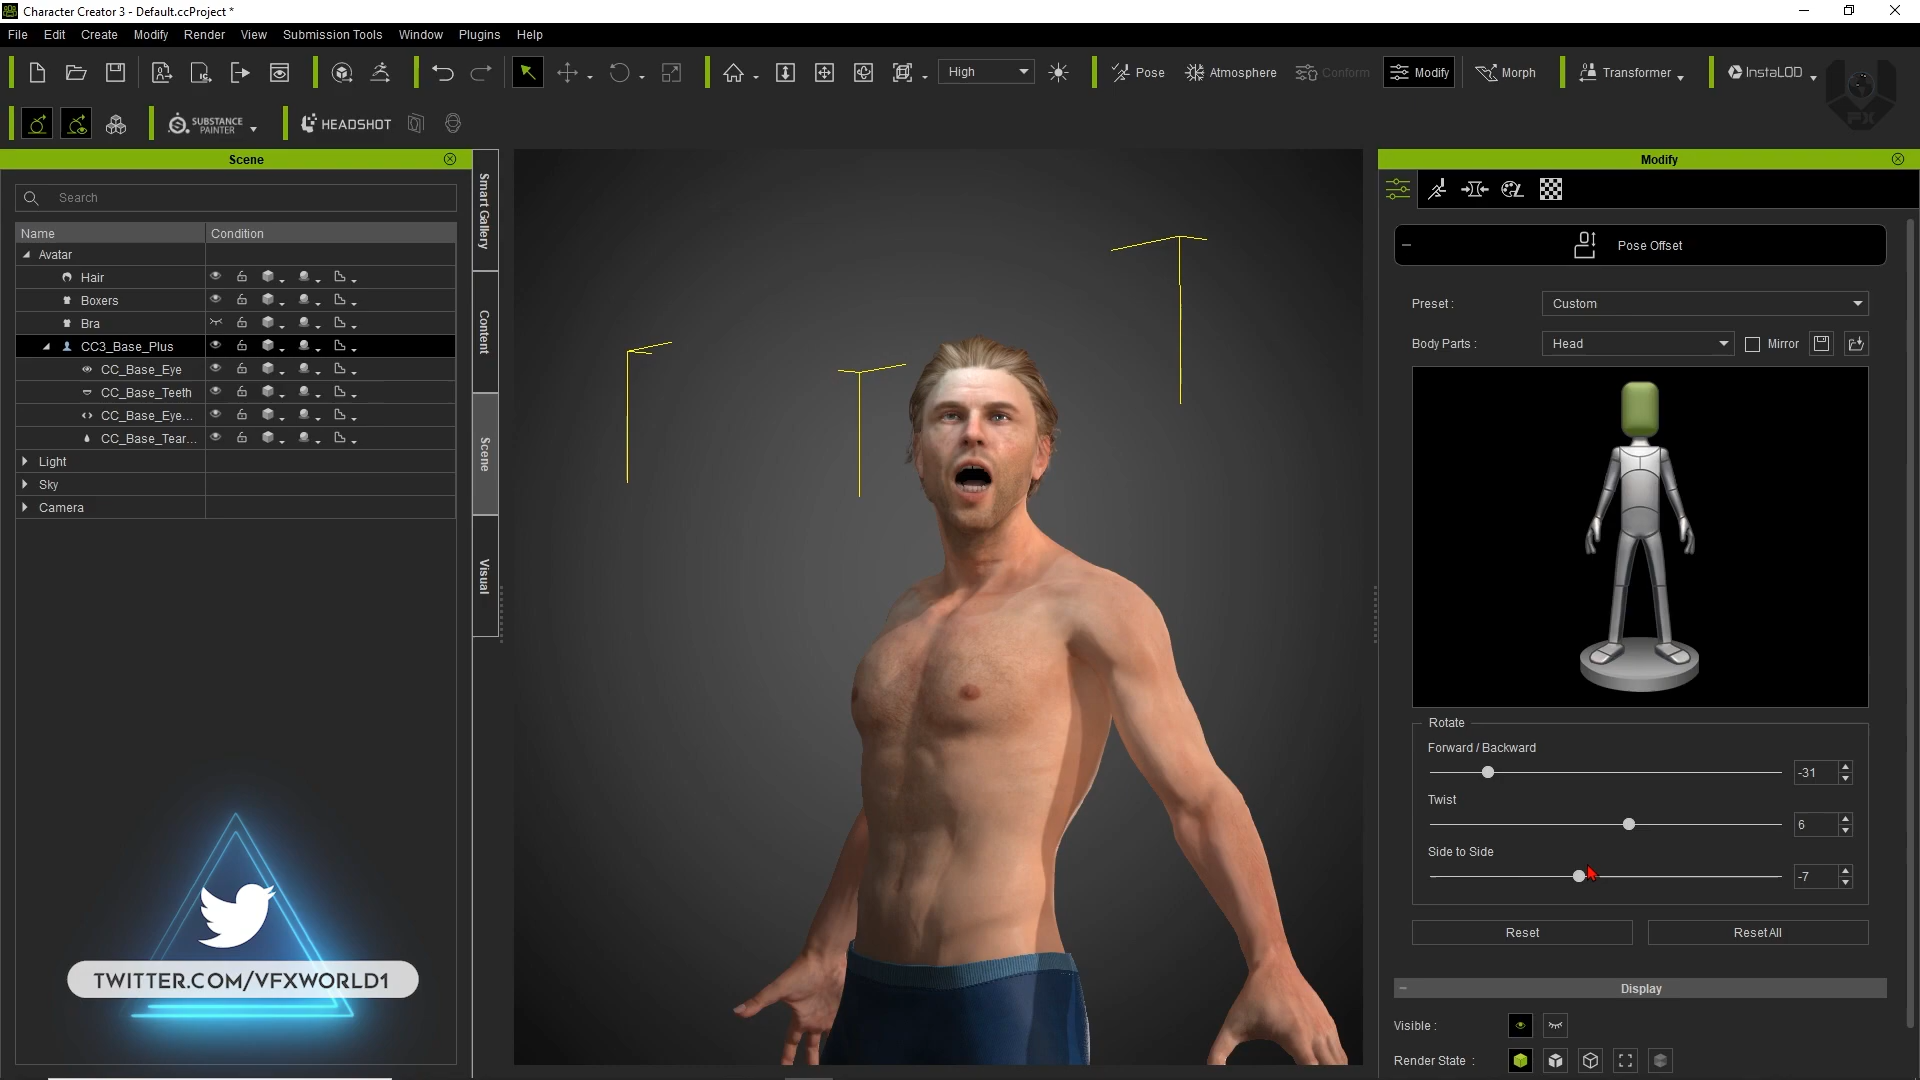 Character Creator 3 - Default.ccProject *
File Edit Create Modify Render View Submission Tools Window Plugins Help
High Pose Atmosphere Conform Modify Morph Transformer InstaLOD
SUBSTANCE PAINTER HEADSHOT FX
Scene
Search
Name Condition
Avatar
Hair
Boxers
Bra
CC3_Base_Plus
CC_Base_Eye
CC_Base_Teeth
CC_Base_Eye...
CC_Base_Tear...
Light
Sky
Camera
TWITTER.COM/VFXWORLD1
Smart Gallery
Content
Scene
Visual
Modify
Pose Offset
Preset : Custom
Body Parts : Head Mirror
Rotate
Forward / Backward
-31
Twist
6
Side to Side
-7
Reset Reset All
Display
Visible :
Render State :